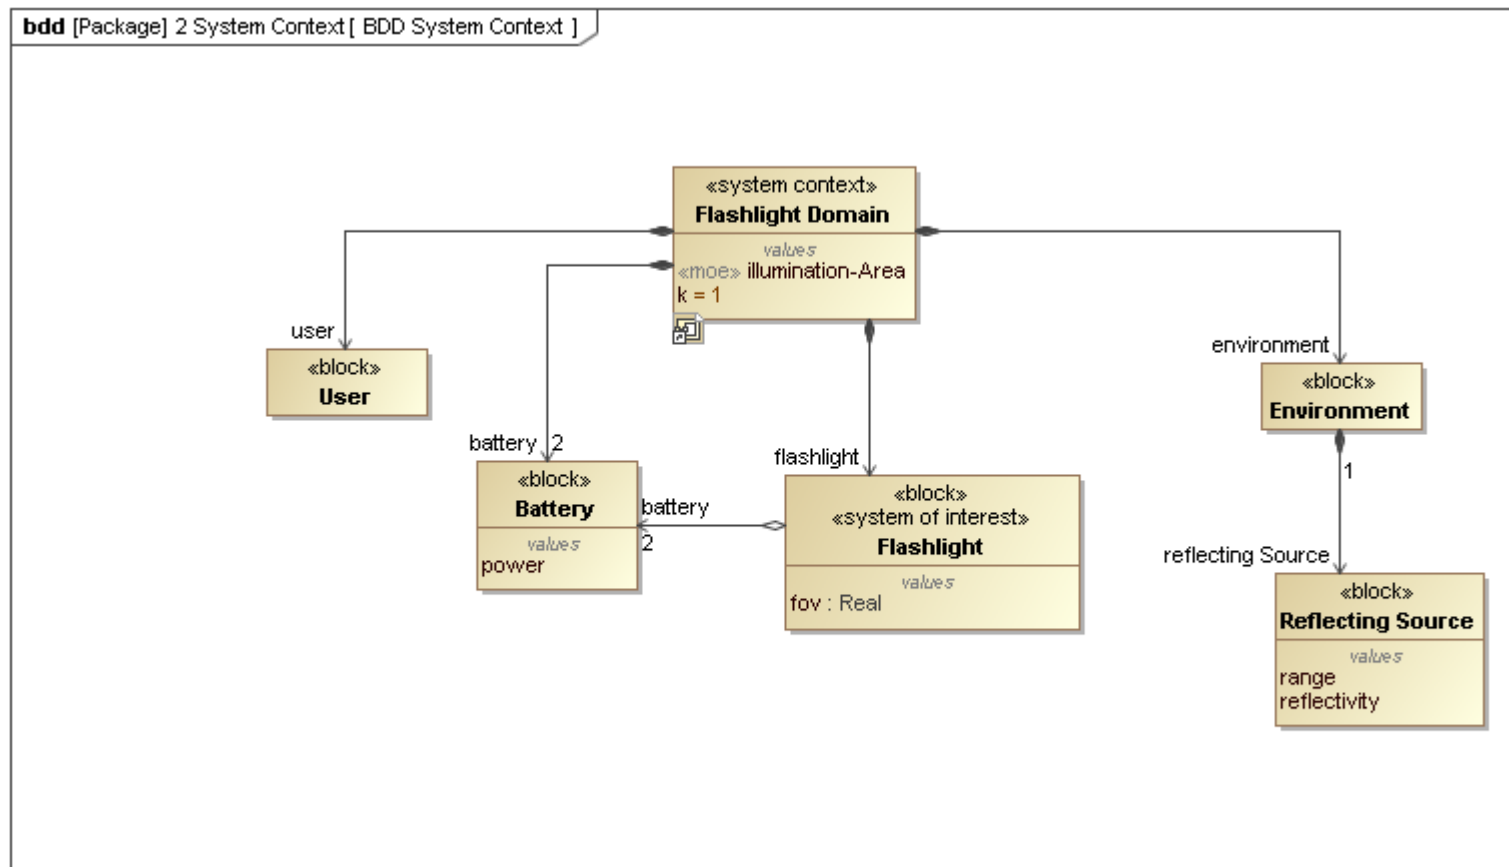 bdd [Package] 2 System Context [ BDD System Context ]
«system context»
Flashlight Domain
values
«moe» illumination-Area
k = 1
user
«block»
User
environment
«block»
Environment
1
battery 2
«block»
Battery
values
power
battery
2
flashlight
«block»
«system of interest»
Flashlight
values
fov : Real
reflecting Source
«block»
Reflecting Source
values
range
reflectivity